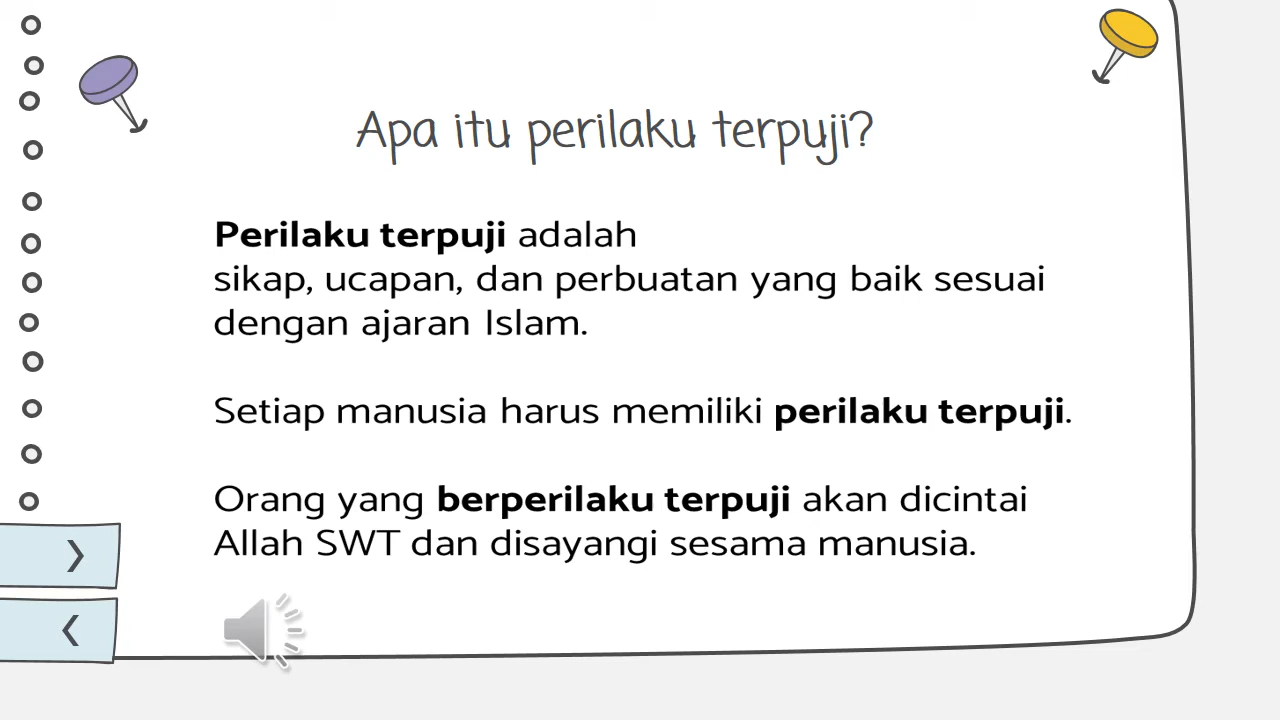 Apa itu perilaku terpuji?
Perilaku terpuji adalah
sikap, ucapan, dan perbuatan yang baik sesuai
dengan ajaran Islam.
Setiap manusia harus memiliki perilaku terpuji.
Orang yang berperilaku terpuji akan dicintai
Allah SWT dan disayangi sesama manusia.